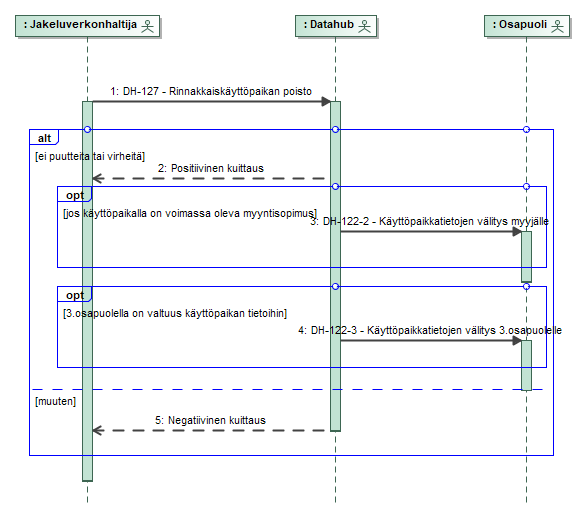 : Jakeluverkonhaltija
: Datahub
: Osapuoli
1: DH-127 - Rinnakkaiskäyttöpaikan poisto
alt
[ei puutteita tai virheitä]
2: Positiivinen kuittaus
opt
[jos käyttöpaikalla on voimassa oleva myyntisopimus]
3: DH-122-2 - Käyttöpaikkatietojen välitys myyjälle
opt
[3.osapuolella on valtuus käyttöpaikan tietoihin]
4: DH-122-3 - Käyttöpaikkatietojen välitys 3.osapuolelle
[muuten]
5: Negatiivinen kuittaus